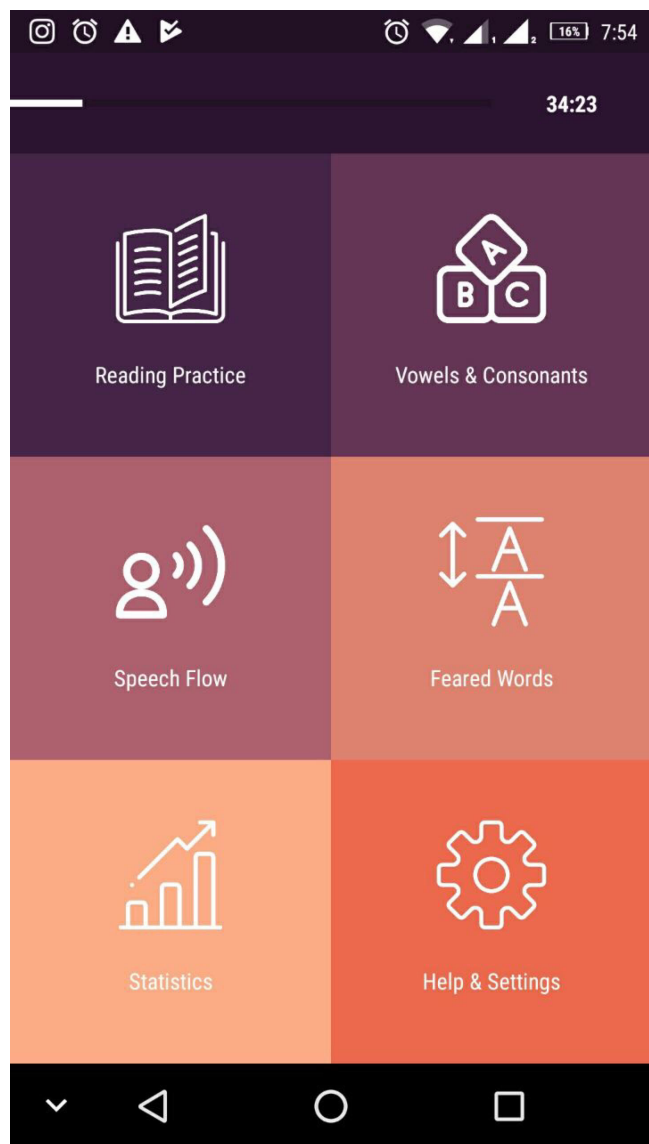 16% 7:54
34:23
A
B C
Reading Practice
Vowels & Consonants
A
A
Speech Flow
Feared Words
Statistics
Help & Settings